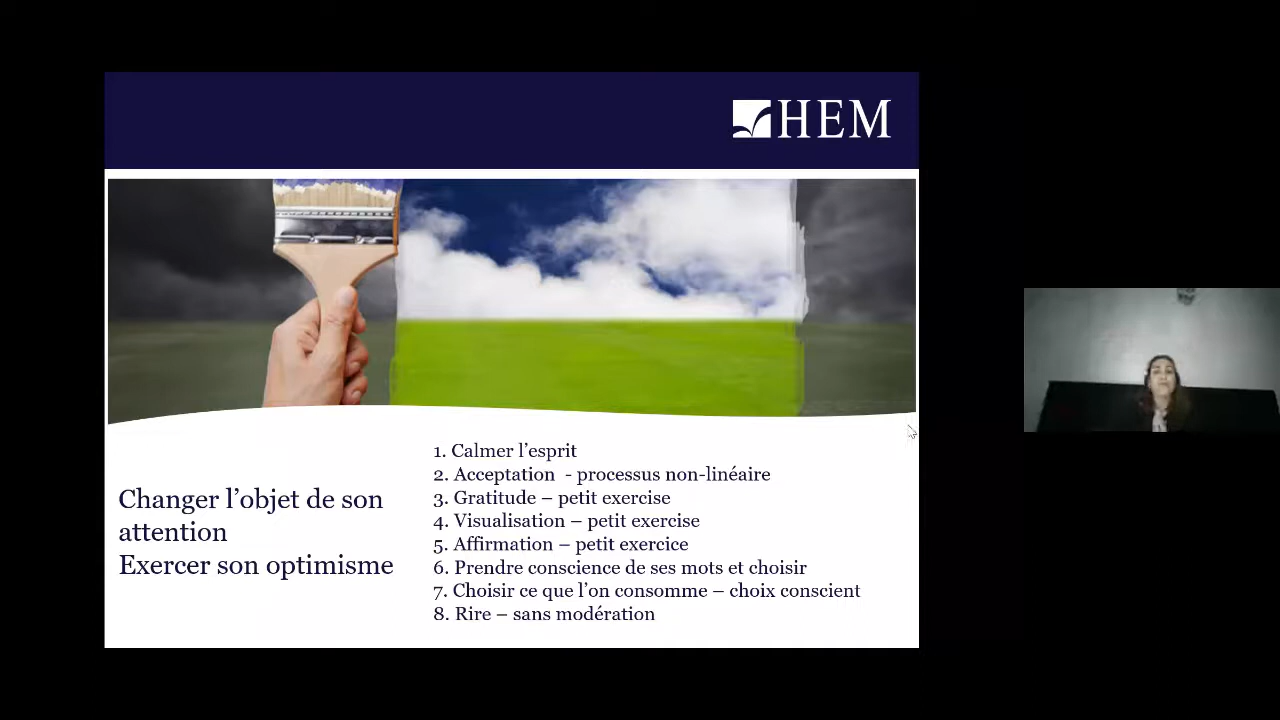 HEM
Changer l’objet de son
attention
Exercer son optimisme
1. Calmer l’esprit
2. Acceptation  - processus non-linéaire
3. Gratitude – petit exercise
4. Visualisation – petit exercise
5. Affirmation – petit exercice
6. Prendre conscience de ses mots et choisir
7. Choisir ce que l’on consomme – choix conscient
8. Rire – sans modération